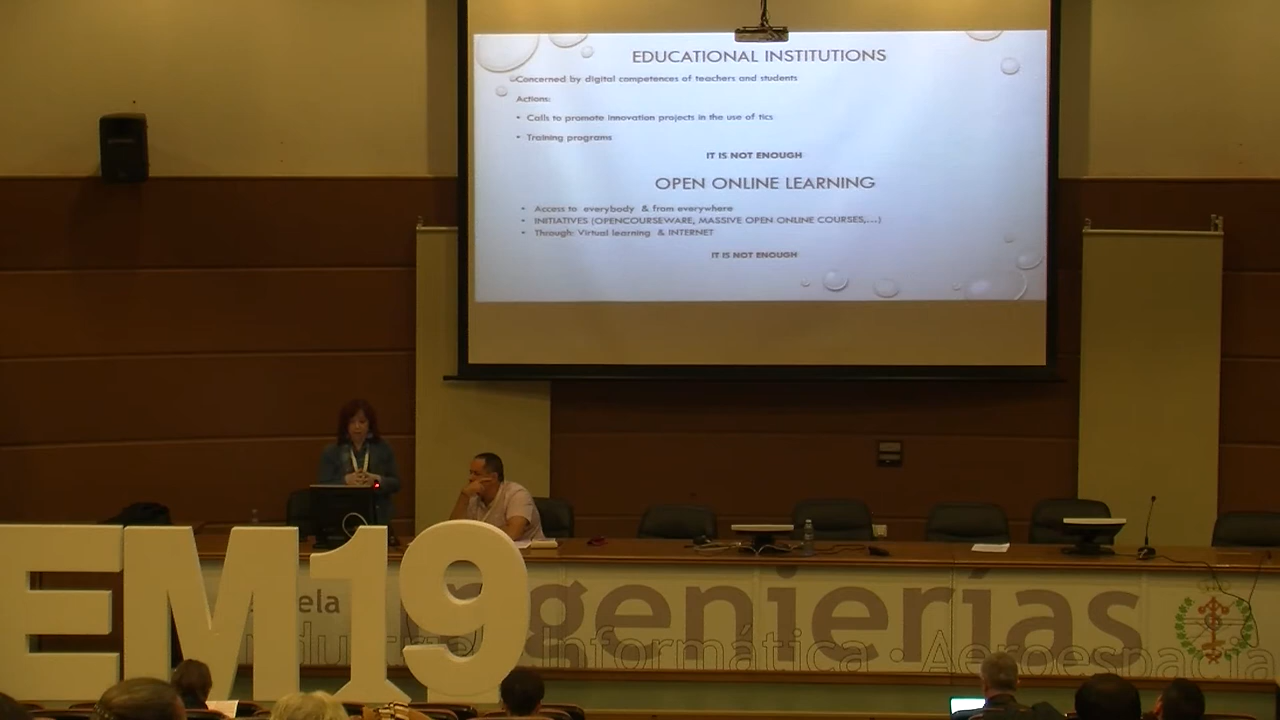 EDUCATIONAL INSTITUTIONS
Concerned by digital competences of teachers and students
Actions:
• Calls to promote innovation projects in the use of tics
• Training programs
IT IS NOT ENOUGH
OPEN ONLINE LEARNING
• Access to everybody & from everywhere
• INITIATIVES (OPENCOURSEWARE, MASSIVE OPEN ONLINE COURSES,...)
• Through: Virtual learning & INTERNET
IT IS NOT ENOUGH
EM19
ela
genierías
Informática · Aeroespacia